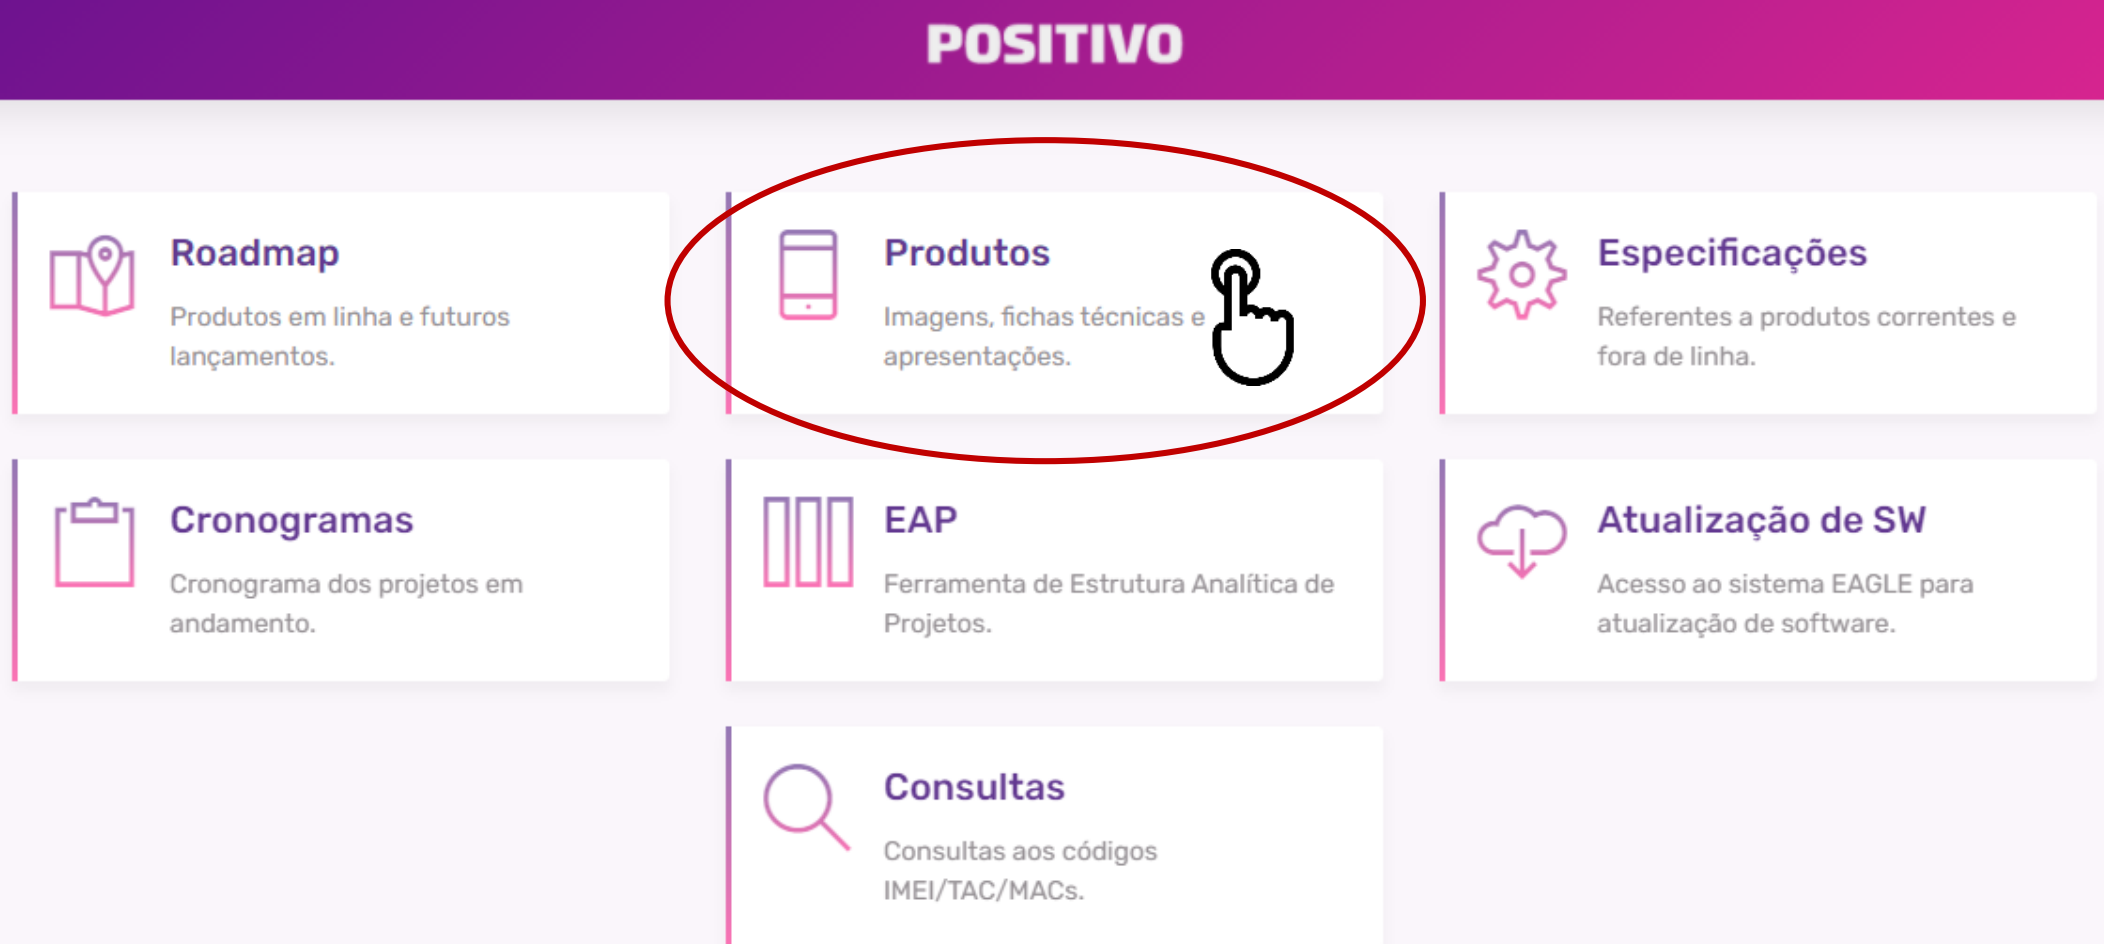 POSITIVO
Roadmap
Produtos em linha e futuros
lançamentos.
Produtos
Imagens, fichas técnicas e
apresentações.
Especificações
Referentes a produtos correntes e
fora de linha.
Cronogramas
Cronograma dos projetos em
andamento.
EAP
Ferramenta de Estrutura Analítica de
Projetos.
Atualização de SW
Acesso ao sistema EAGLE para
atualização de software.
Consultas
Consultas aos códigos
IMEI/TAC/MACs.